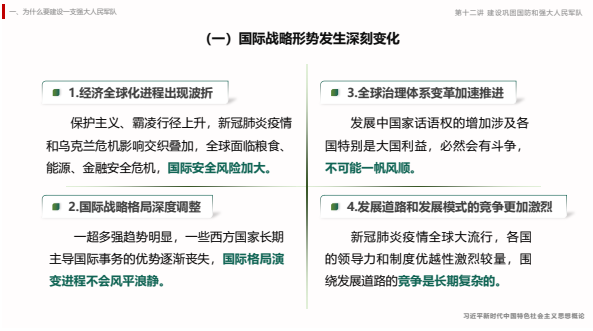 一、为什么要建设一支强大人民军队
第十二讲 建设巩固国防和强大人民军队
（一）国际战略形势发生深刻变化
1.经济全球化进程出现波折
保护主义、霸凌行径上升，新冠肺炎疫情
和乌克兰危机影响交织叠加，全球面临粮食、
能源、金融安全危机，国际安全风险加大。
2.国际战略格局深度调整
一超多强趋势明显，一些西方国家长期
主导国际事务的优势逐渐丧失，国际格局演
变进程不会风平浪静。
3.全球治理体系变革加速推进
发展中国家话语权的增加涉及各
国特别是大国利益，必然会有斗争，
不可能一帆风顺。
4.发展道路和发展模式的竞争更加激烈
新冠肺炎疫情全球大流行，各国
的领导力和制度优越性激烈较量，围
绕发展道路的竞争是长期复杂的。
习近平新时代中国特色社会主义思想概论